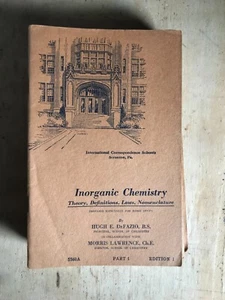 International Correspondence Schools
Scranton, Pa.
Inorganic Chemistry
Theory, Definitions, Laws, Nomenclature
By
HUGH E. DeFAZIO, B.S.
IN COLLABORATION WITH
MORRIS LAWRENCE, Ch.E.
PART 1 EDITION 1